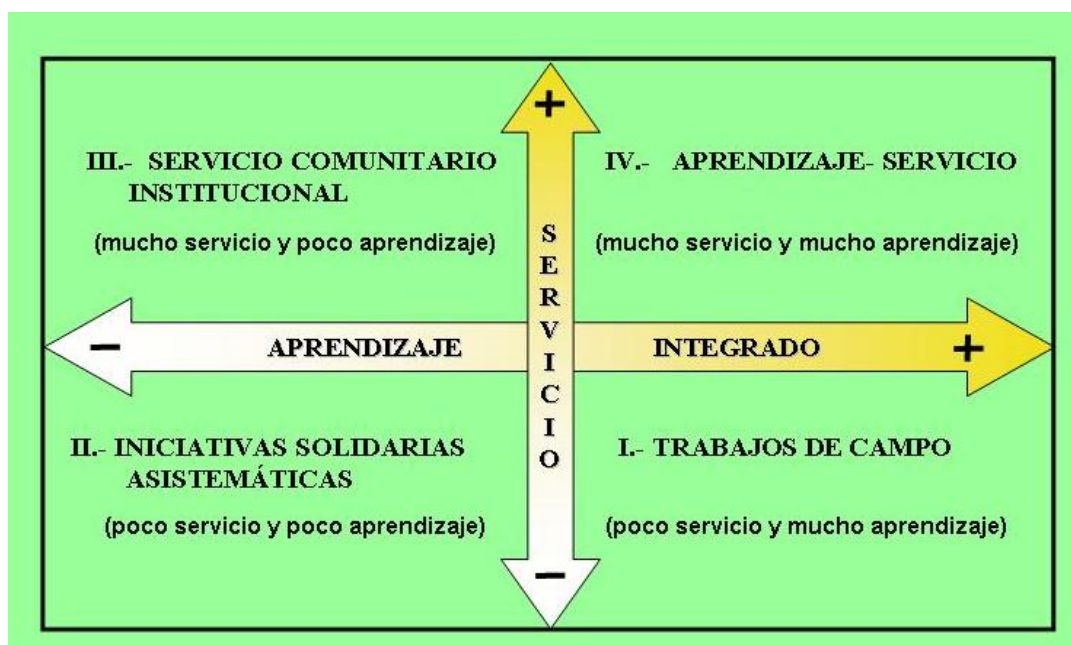 +
III.- SERVICIO COMUNITARIO
INSTITUCIONAL
(mucho servicio y poco aprendizaje)
IV.- APRENDIZAJE- SERVICIO
(mucho servicio y mucho aprendizaje)
SERVICIO
− APRENDIZAJE INTEGRADO +
II.- INICIATIVAS SOLIDARIAS
ASISTEMÁTICAS
(poco servicio y poco aprendizaje)
I.- TRABAJOS DE CAMPO
(poco servicio y mucho aprendizaje)
−